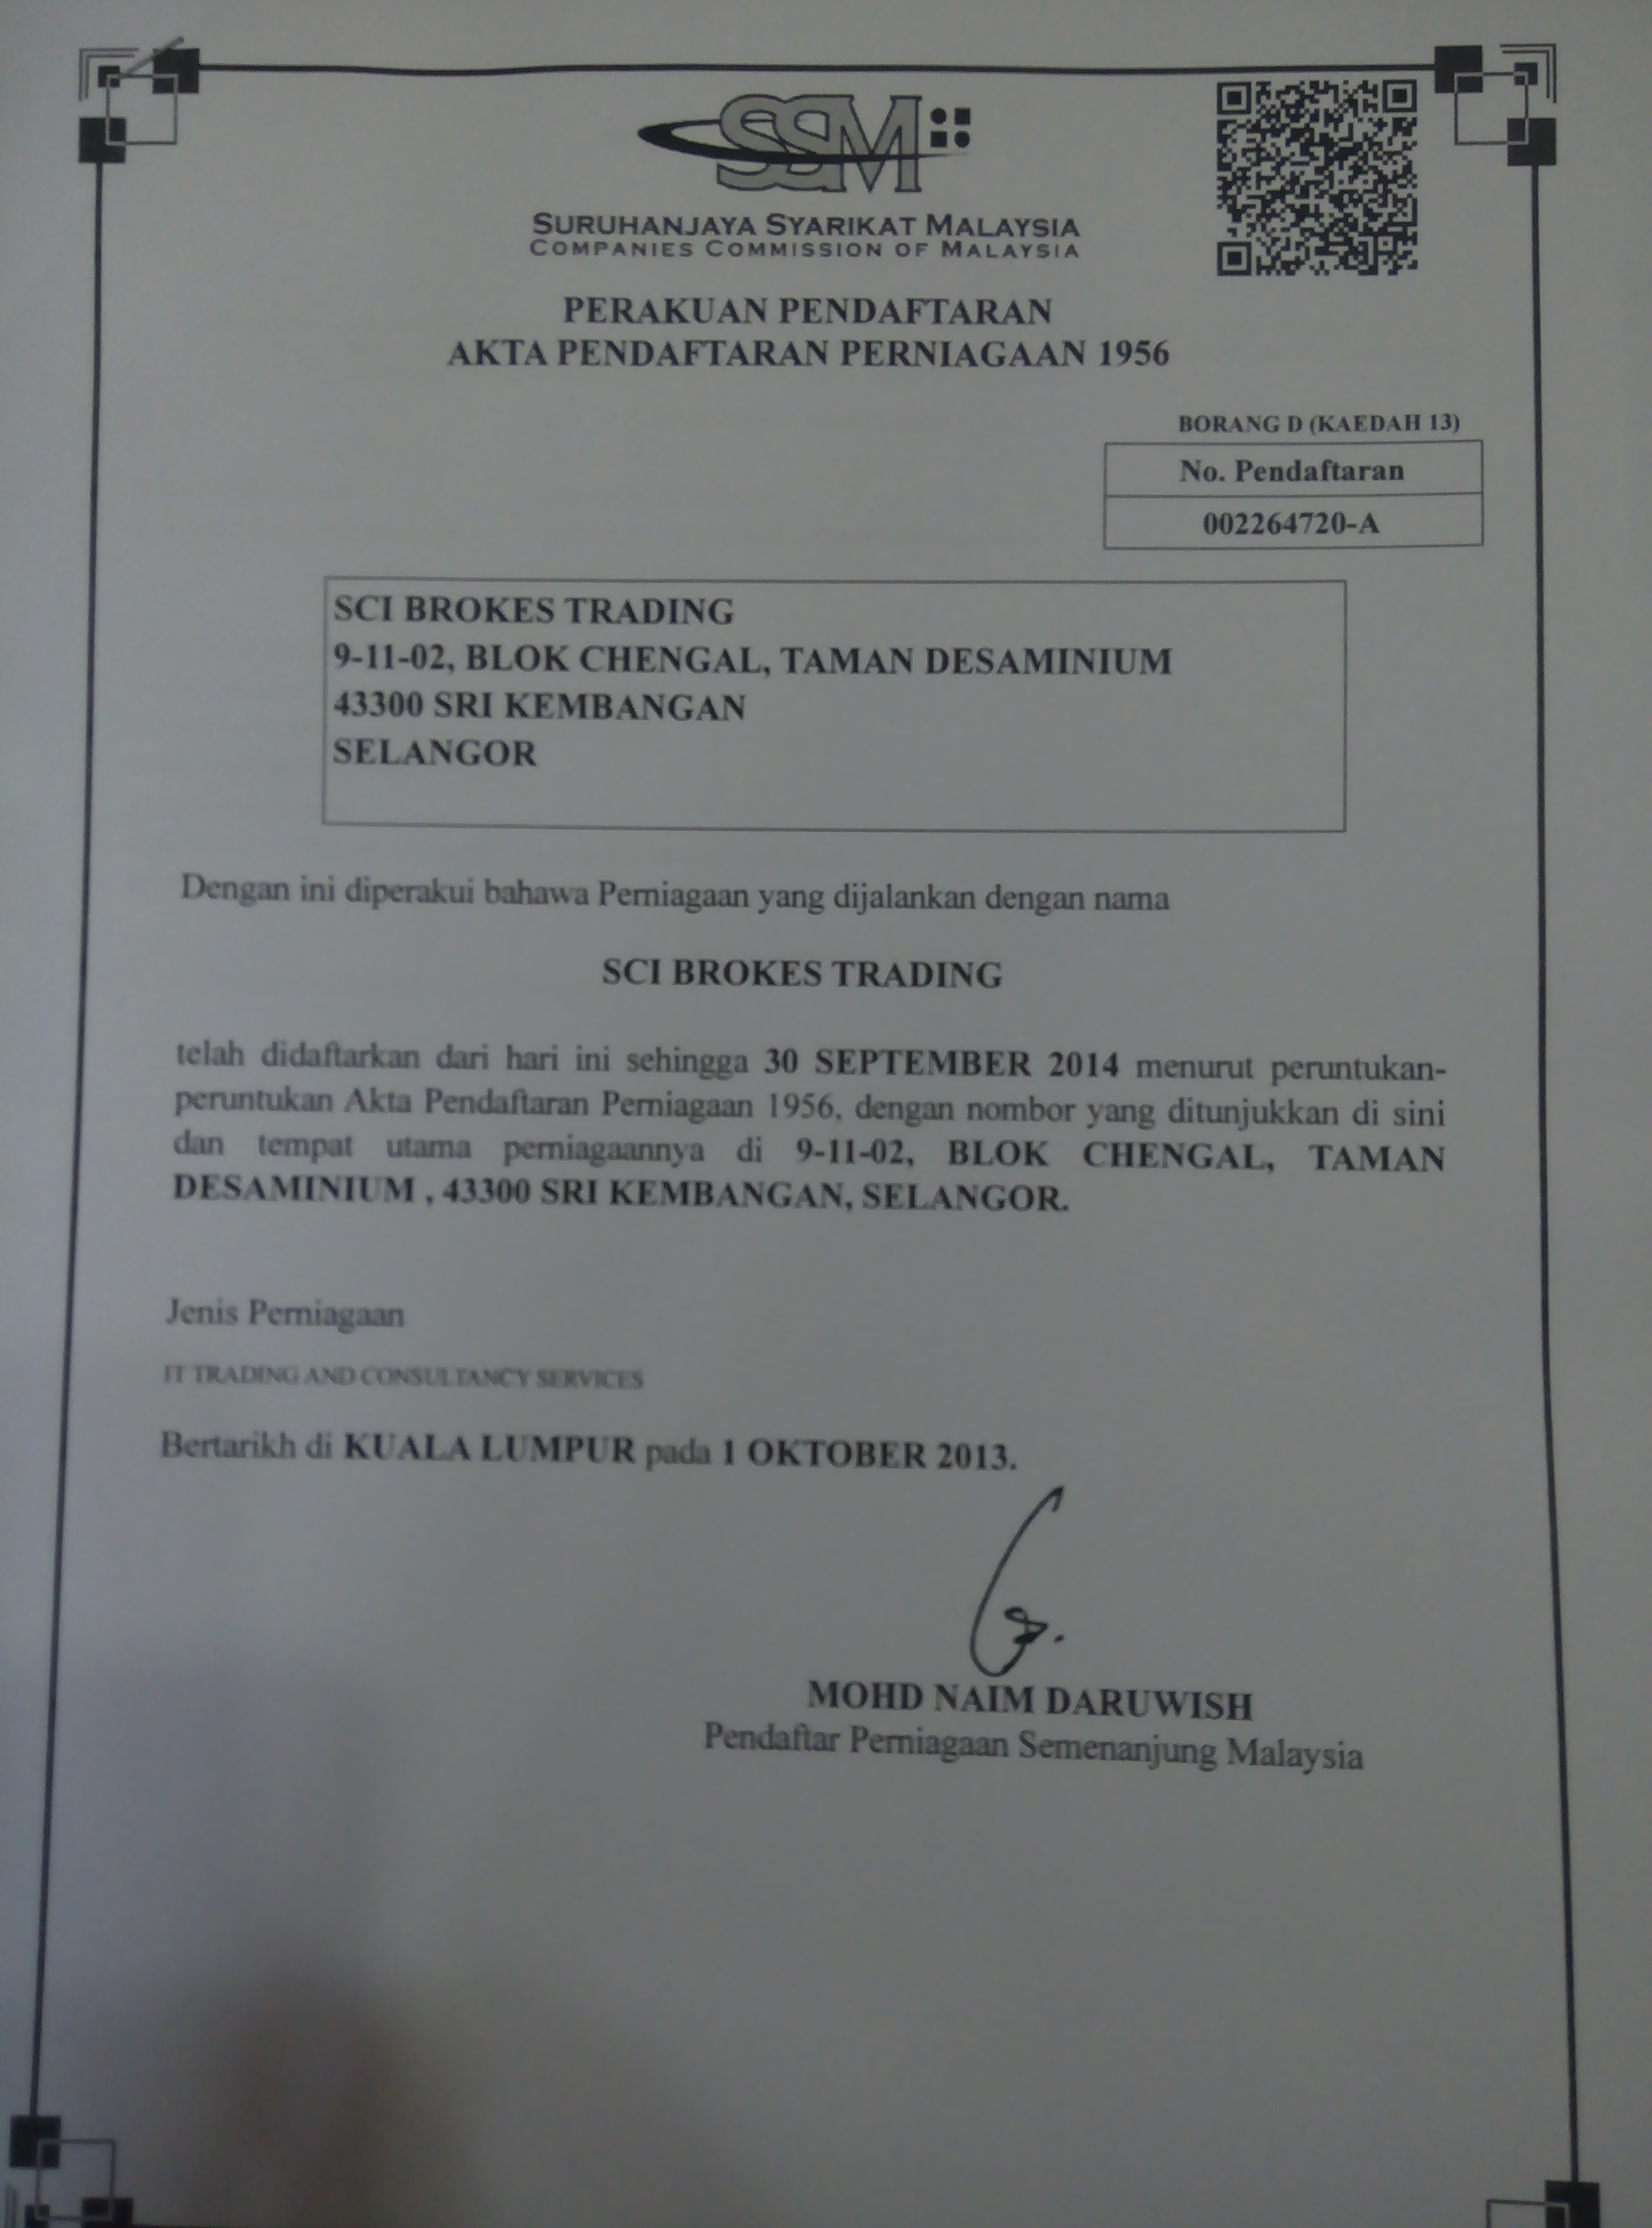 SSM
SURUHANJAYA SYARIKAT MALAYSIA
COMPANIES COMMISSION OF MALAYSIA
PERAKUAN PENDAFTARAN
AKTA PENDAFTARAN PERNIAGAAN 1956
BORANG D (KAEDAH 13)
No. Pendaftaran
002264720-A
SCI BROKES TRADING
9-11-02, BLOK CHENGAL, TAMAN DESAMINIUM
43300 SRI KEMBANGAN
SELANGOR
Dengan ini diperakui bahawa Perniagaan yang dijalankan dengan nama
SCI BROKES TRADING
telah didaftarkan dari hari ini sehingga 30 SEPTEMBER 2014 menurut peruntukan-
peruntukan Akta Pendaftaran Perniagaan 1956, dengan nombor yang ditunjukkan di sini
dan tempat utama perniagaannya di 9-11-02, BLOK CHENGAL, TAMAN
DESAMINIUM , 43300 SRI KEMBANGAN, SELANGOR.
Jenis Perniagaan
IT TRADING AND CONSULTANCY SERVICES
Bertarikh di KUALA LUMPUR pada 1 OKTOBER 2013.
MOHD NAIM DARUWISH
Pendaftar Perniagaan Semenanjung Malaysia